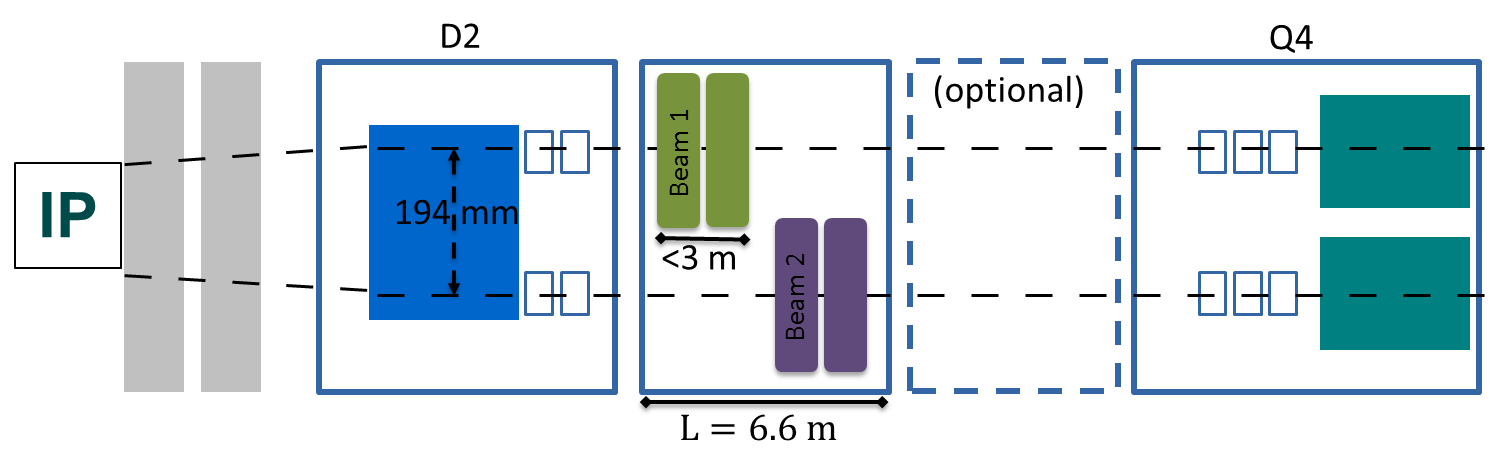 D2
Q4
(optional)
IP
194 mm
Beam 1
<3 m
Beam 2
L = 6.6 m